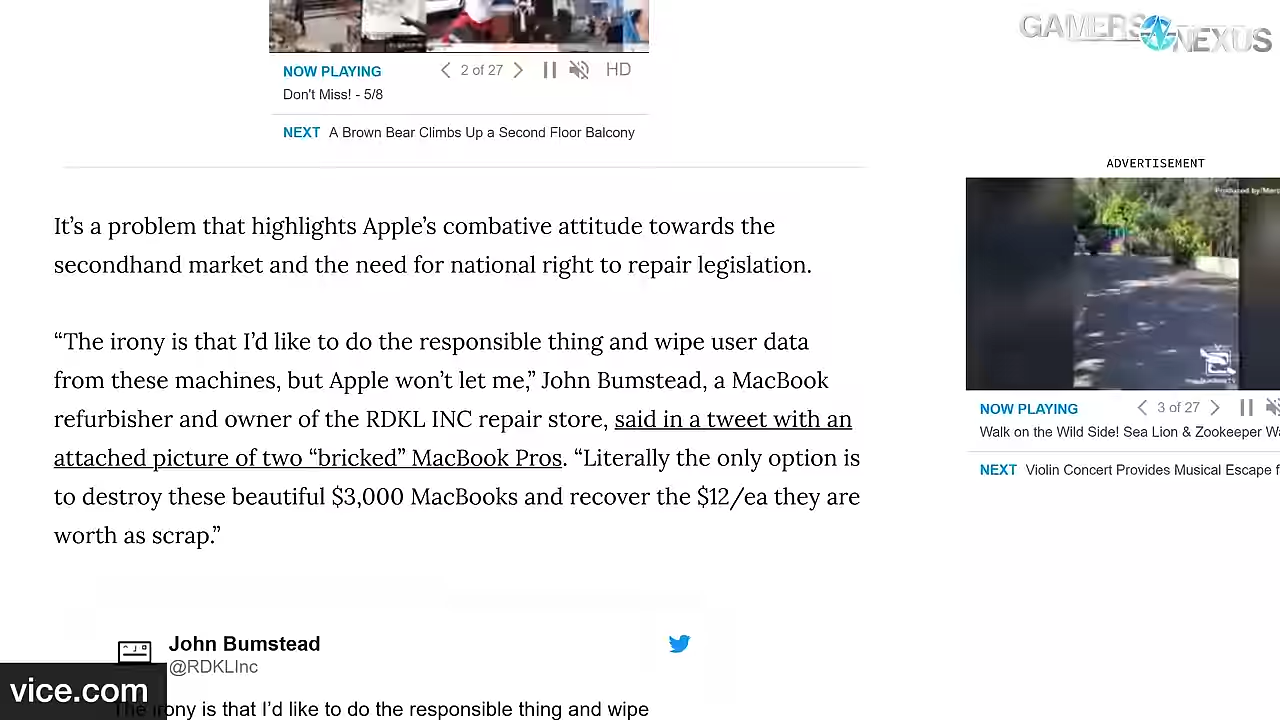 GAMERS NEXUS
NOW PLAYING
2 of 27
HD
Don't Miss! - 5/8
NEXT A Brown Bear Climbs Up a Second Floor Balcony
It’s a problem that highlights Apple’s combative attitude towards the
secondhand market and the need for national right to repair legislation.
“The irony is that I’d like to do the responsible thing and wipe user data
from these machines, but Apple won’t let me,” John Bumstead, a MacBook
refurbisher and owner of the RDKL INC repair store, said in a tweet with an
attached picture of two “bricked” MacBook Pros. “Literally the only option is
to destroy these beautiful $3,000 MacBooks and recover the $12/ea they are
worth as scrap.”
John Bumstead
@RDKLInc
The irony is that I’d like to do the responsible thing and wipe
vice.com
ADVERTISEMENT
Produced by
NOW PLAYING
3 of 27
Walk on the Wild Side! Sea Lion & Zookeeper
NEXT Violin Concert Provides Musical Escape